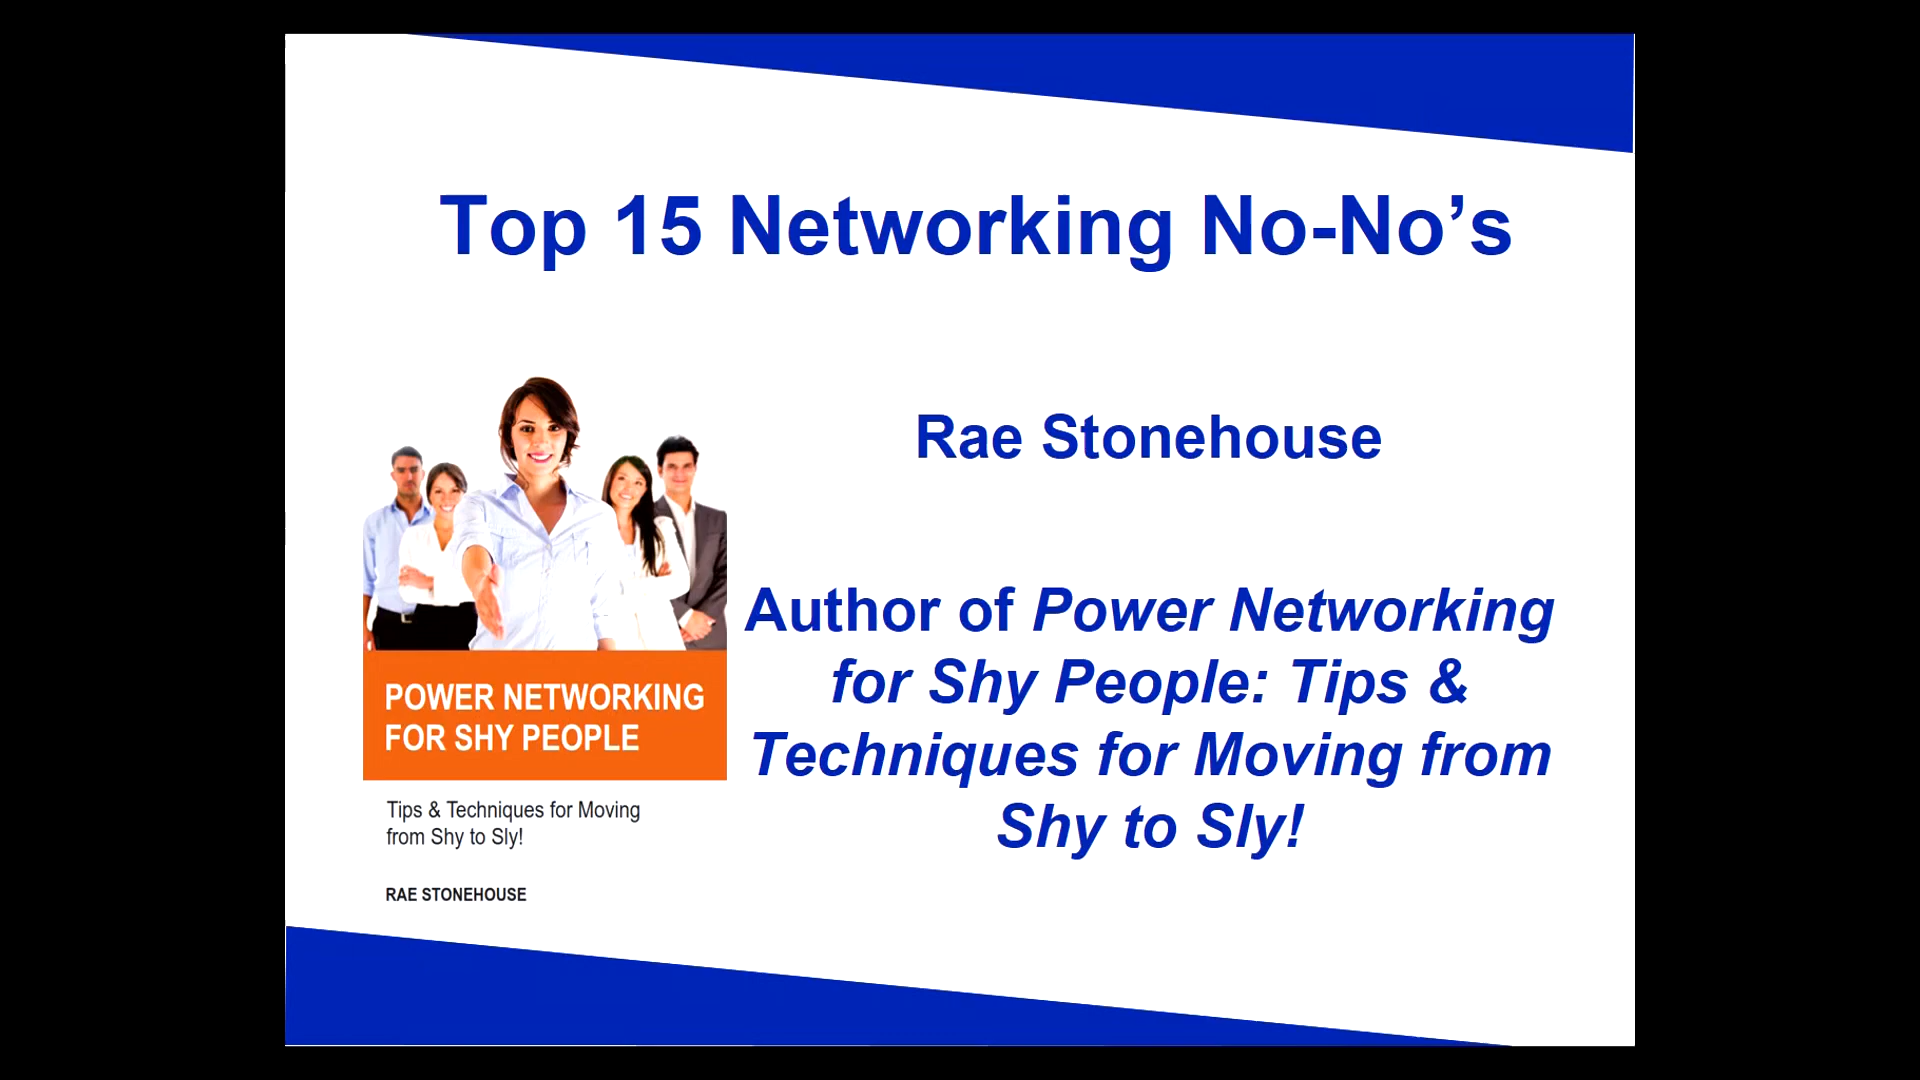 Top 15 Networking No-No’s
Rae Stonehouse
Author of Power Networking
for Shy People: Tips &
Techniques for Moving from
Shy to Sly!
POWER NETWORKING
FOR SHY PEOPLE
Tips & Techniques for Moving
from Shy to Sly!
RAE STONEHOUSE